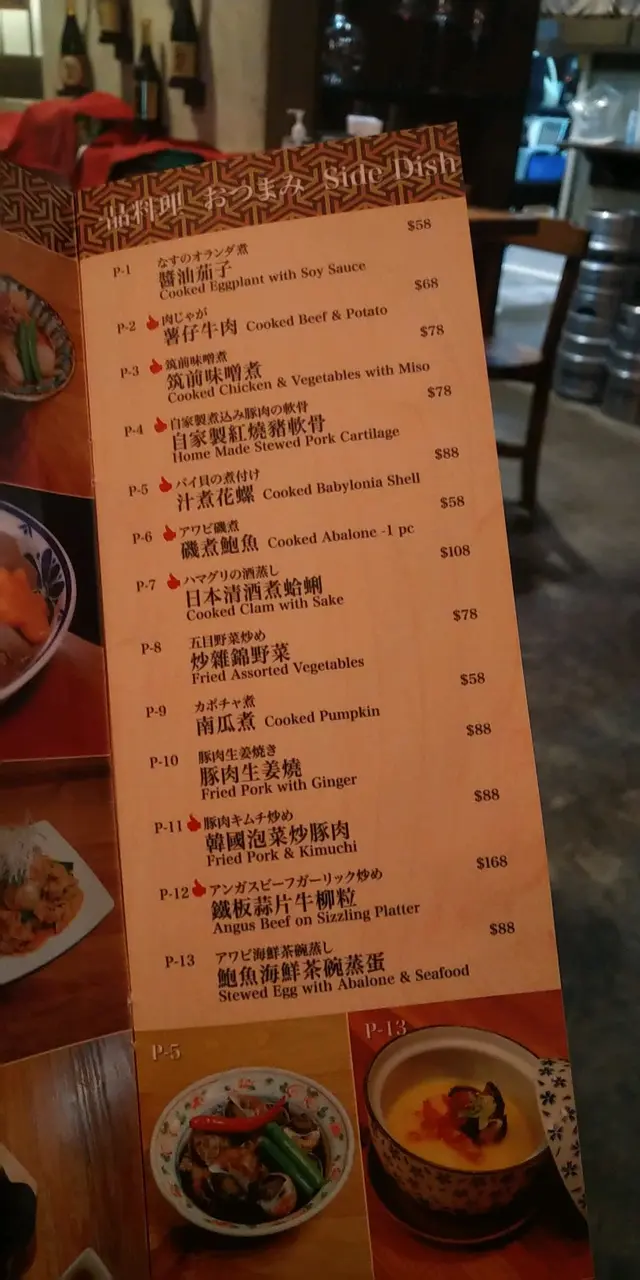 一品料理 おつまみ Side Dish
P-1 なすのオランダ煮 $58
醬油茄子
Cooked Eggplant with Soy Sauce
P-2 肉じゃが $68
薯仔牛肉 Cooked Beef & Potato
P-3 筑前味噌煮 $78
筑前味噌煮
Cooked Chicken & Vegetables with Miso
P-4 自家製煮込み豚肉の軟骨 $78
自家製紅燒豬軟骨
Home Made Stewed Pork Cartilage
P-5 バイ貝の煮付け $88
汁煮花螺 Cooked Babylonia Shell
P-6 アワビ磯煮 $58
磯煮鮑魚 Cooked Abalone -1 pc
P-7 ハマグリの酒蒸し $108
日本清酒煮蛤蜊
Cooked Clam with Sake
P-8 五目野菜炒め $78
炒雜錦野菜
Fried Assorted Vegetables
P-9 カボチャ煮 $58
南瓜煮 Cooked Pumpkin
P-10 豚肉生姜焼き $88
豚肉生姜燒
Fried Pork with Ginger
P-11 豚肉キムチ炒め $88
韓國泡菜炒豚肉
Fried Pork & Kimuchi
P-12 アンガスビーフガーリック炒め $168
鐵板蒜片牛柳粒
Angus Beef on Sizzling Platter
P-13 アワビ海鮮茶碗蒸し $88
鮑魚海鮮茶碗蒸蛋
Stewed Egg with Abalone & Seafood
P-5
P-13